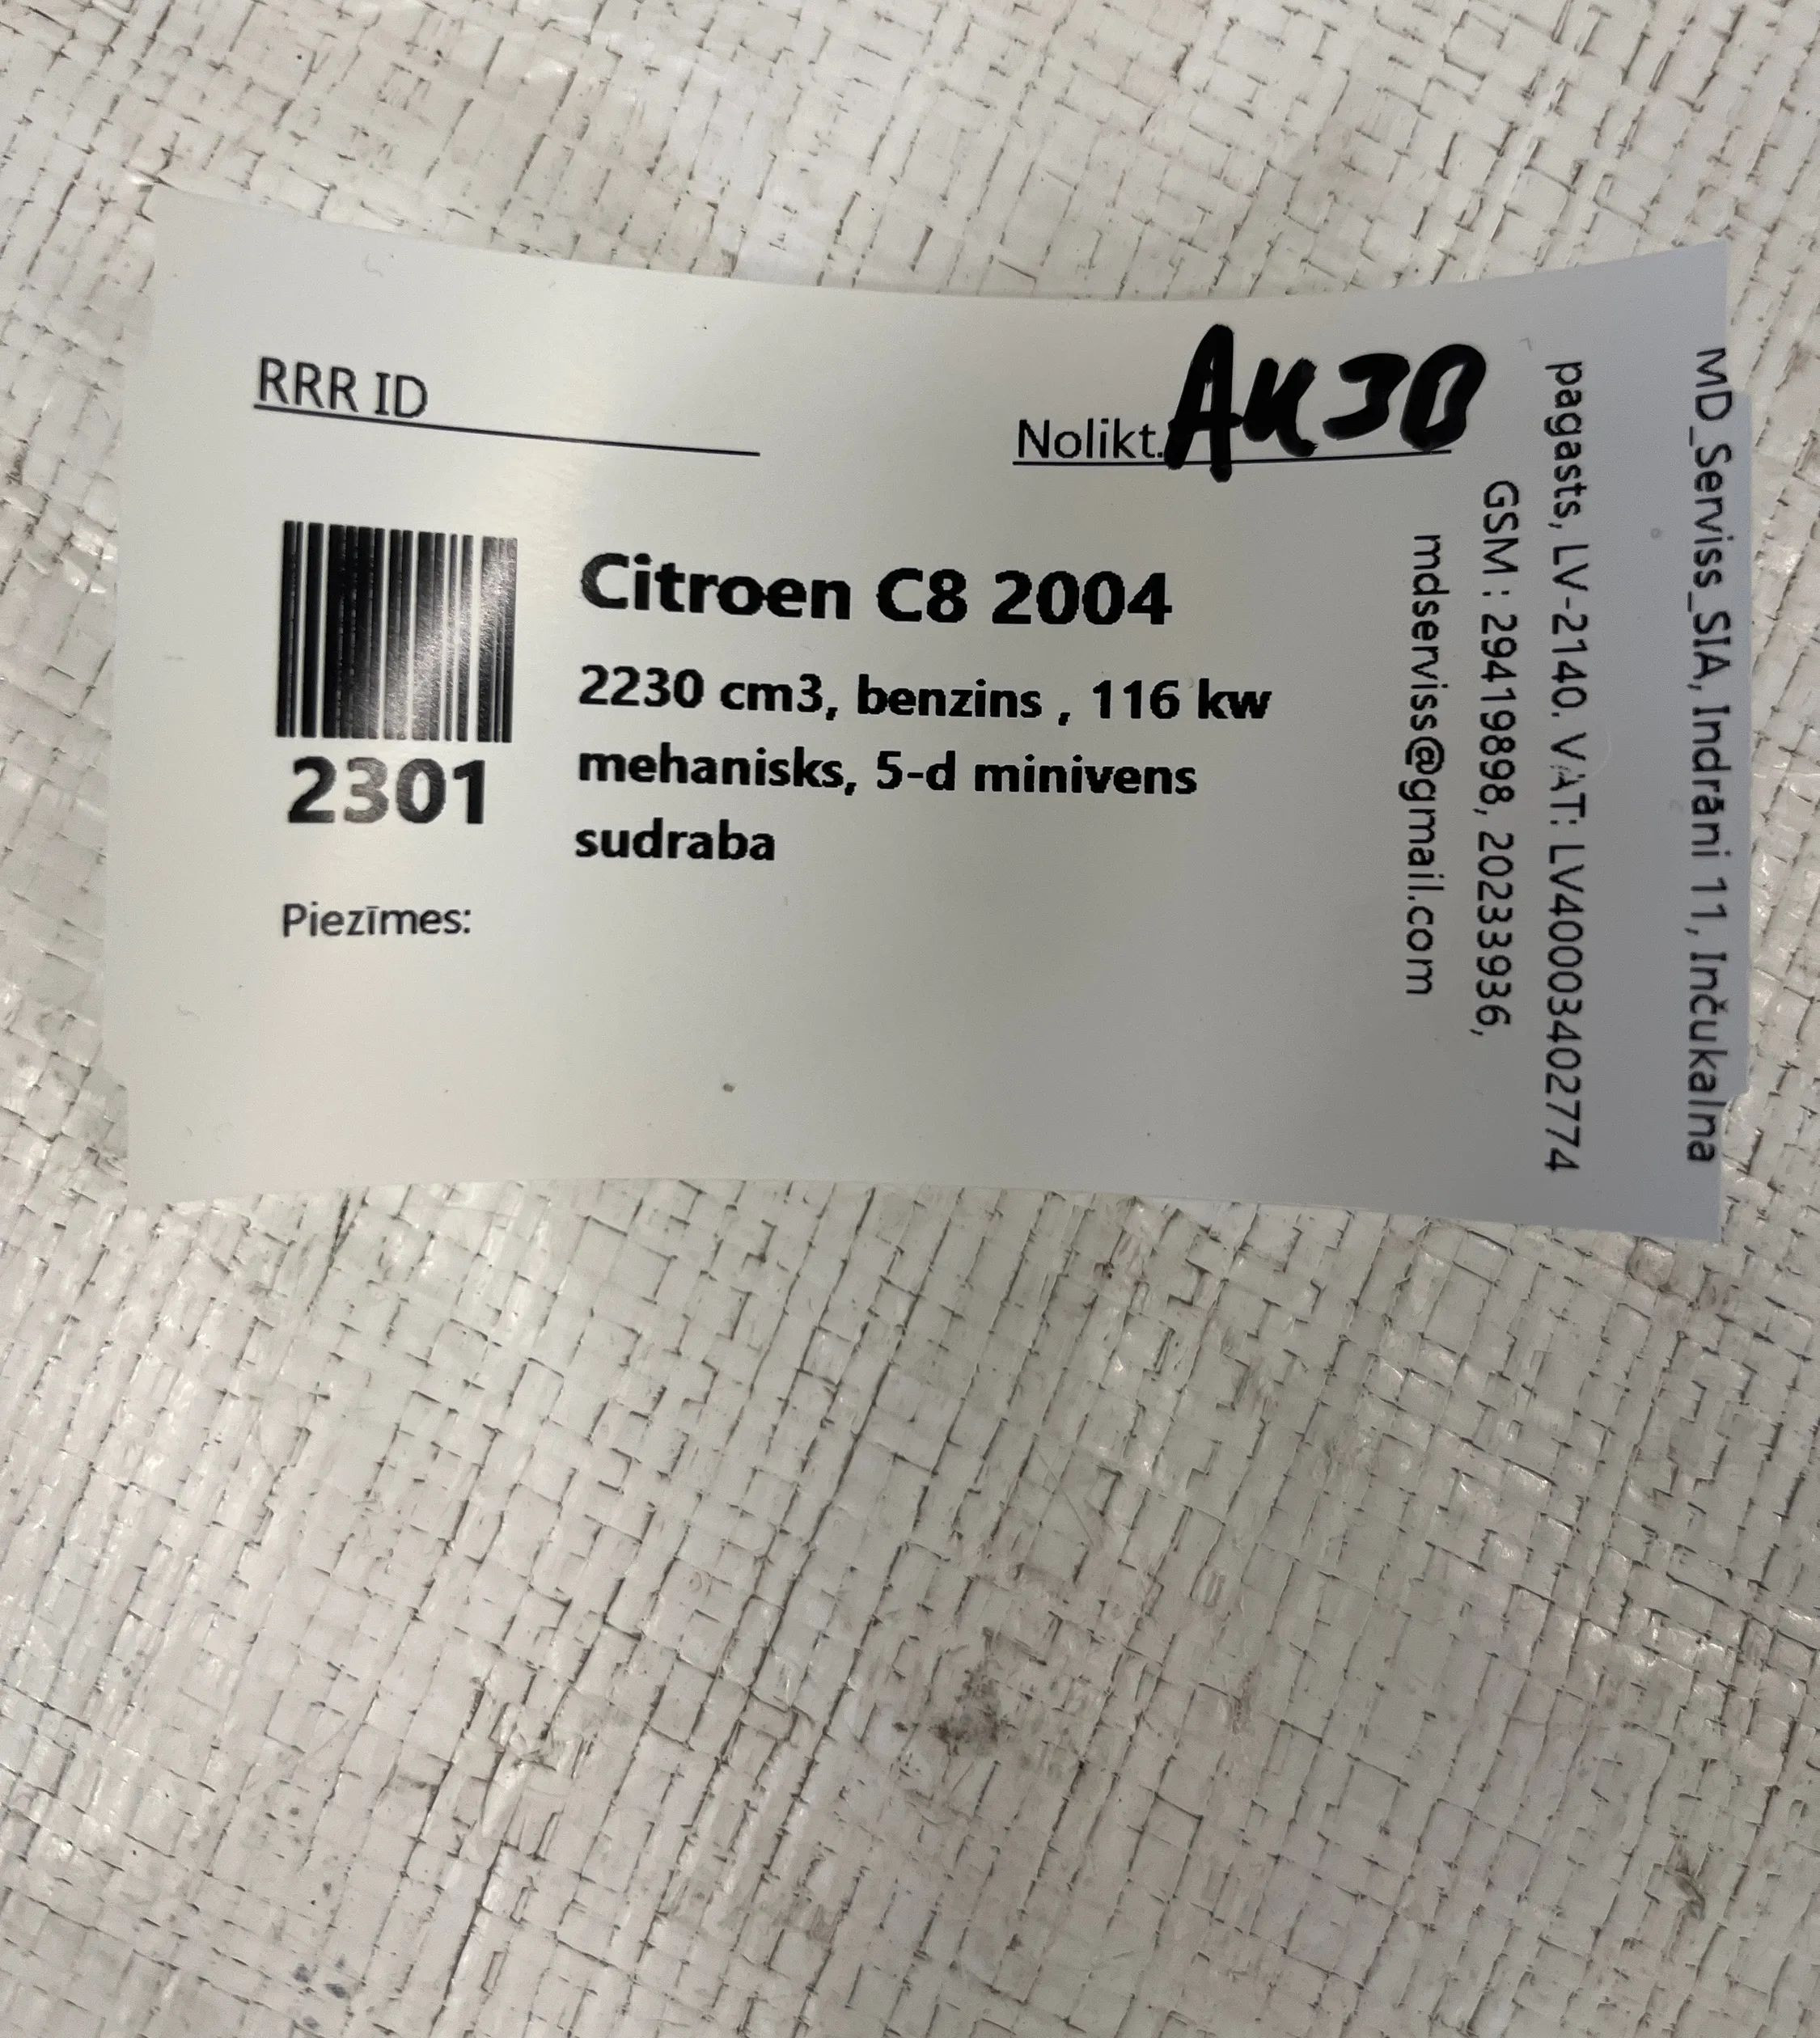 RRR ID
Nolikt.
Citroen C8 2004
2230 cm3, benzins , 116 kw
mehanisks, 5-d minivens
sudraba
2301
Piezīmes:
MD_Serviss_SIA, Indrāni 11, Inčukalna
pagasts, LV-2140. VAT: LV40003402774
GSM : 29419898, 20233936,
mdserviss@gmail.com